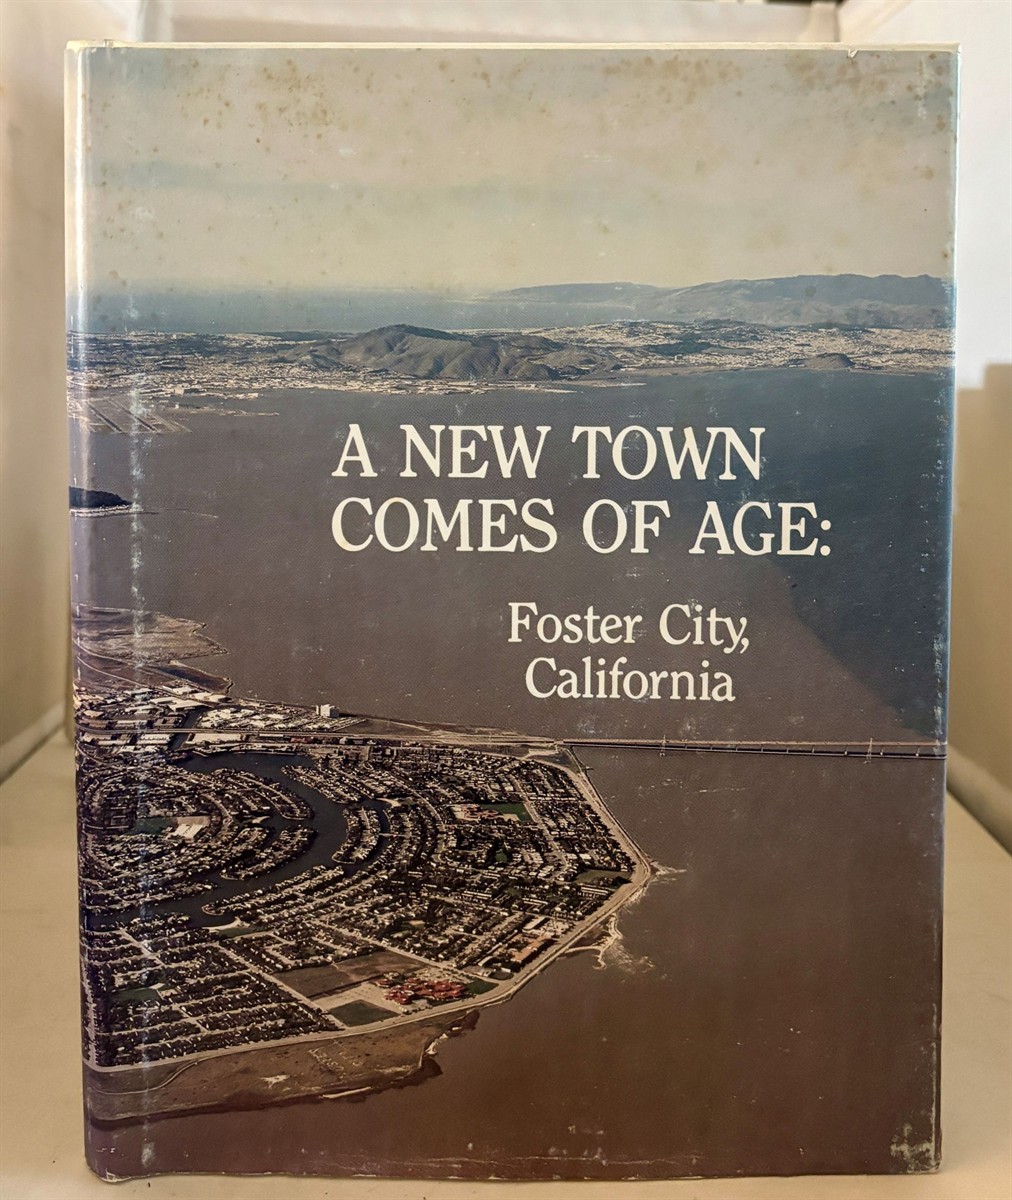 A NEW TOWN
COMES OF AGE:
Foster City,
California